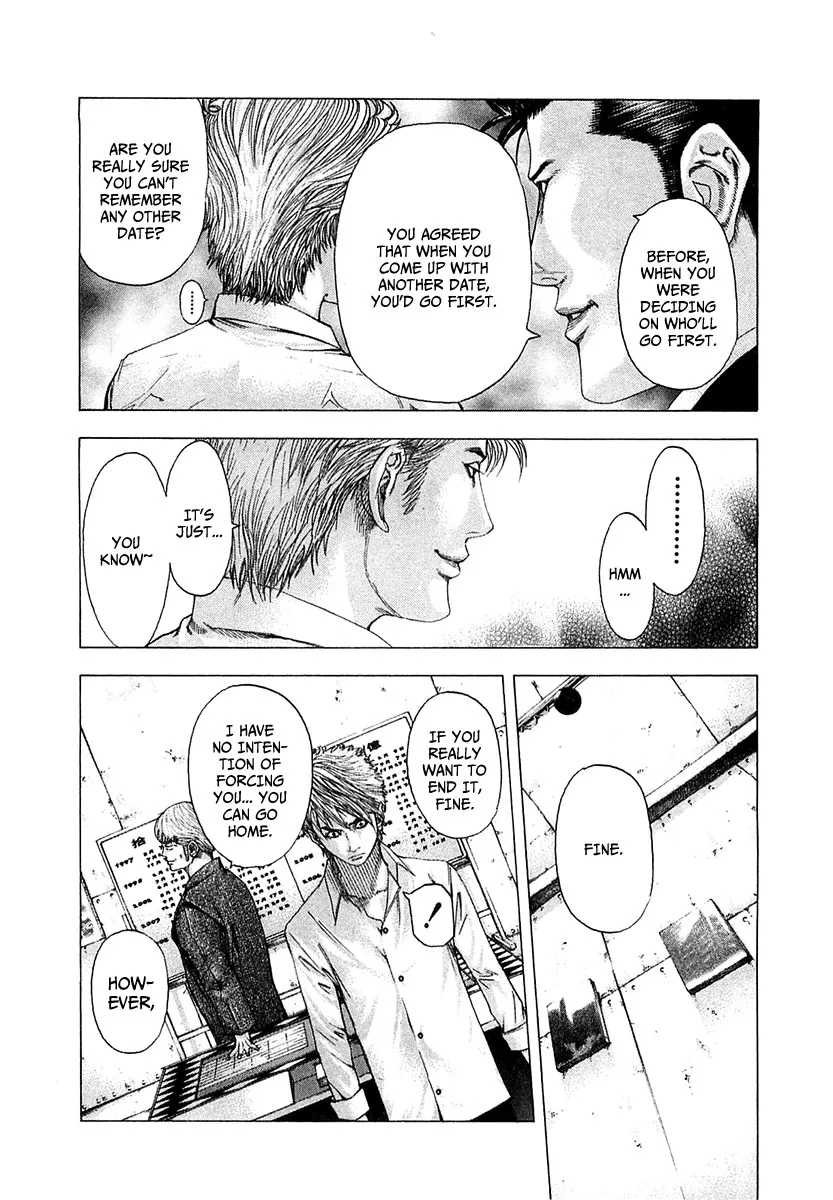 BEFORE,
WHEN YOU
WERE
DECIDING
ON WHO'LL
GO FIRST.
YOU AGREED
THAT WHEN YOU
COME UP WITH
ANOTHER DATE,
YOU'D GO FIRST.
ARE YOU
REALLY SURE
YOU CAN'T
REMEMBER
ANY OTHER
DATE?
.....
.........
HMM
...
IT'S
JUST...
YOU
KNOW~
FINE.
IF YOU
REALLY
WANT TO
END IT,
FINE.
!
I HAVE
NO INTEN-
TION OF
FORCING
YOU... YOU
CAN GO
HOME.
HOW-
EVER,
拾
1997
2007